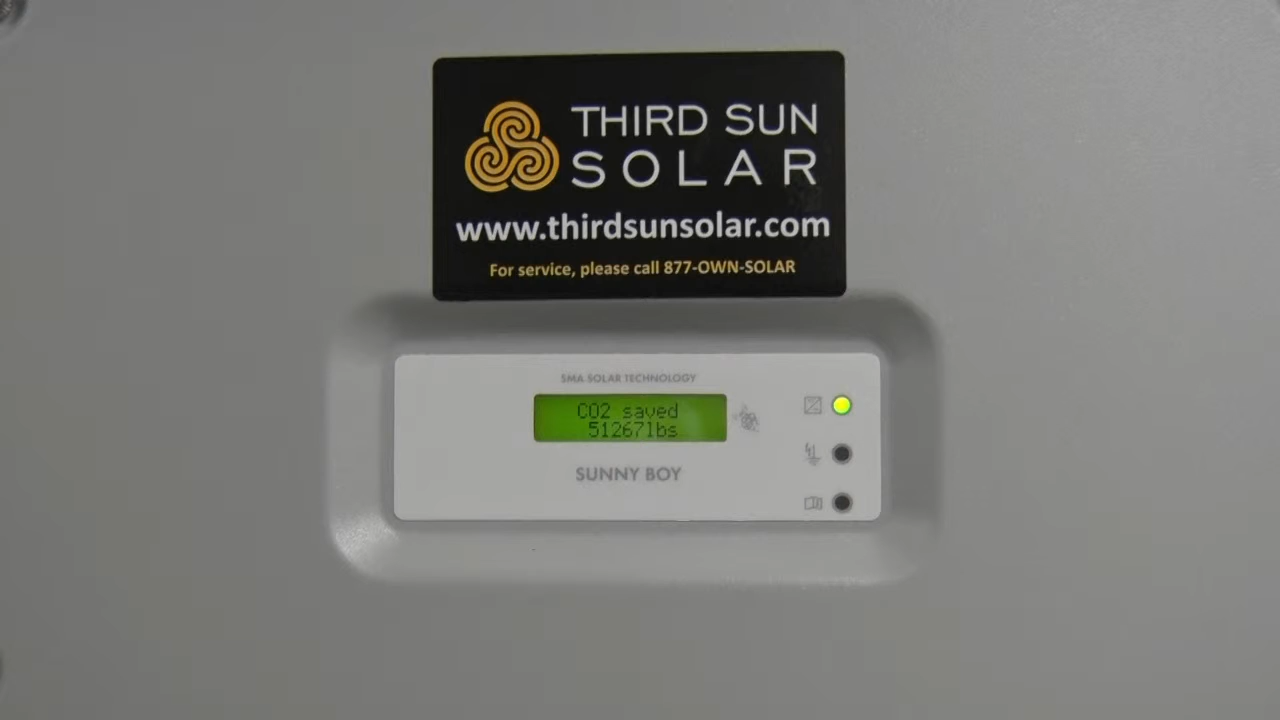 THIRD SUN
SOLAR
www.thirdsunsolar.com
For service, please call 877-OWN-SOLAR
SMA SOLAR TECHNOLOGY
CO2 saved
51267lbs
SUNNY BOY